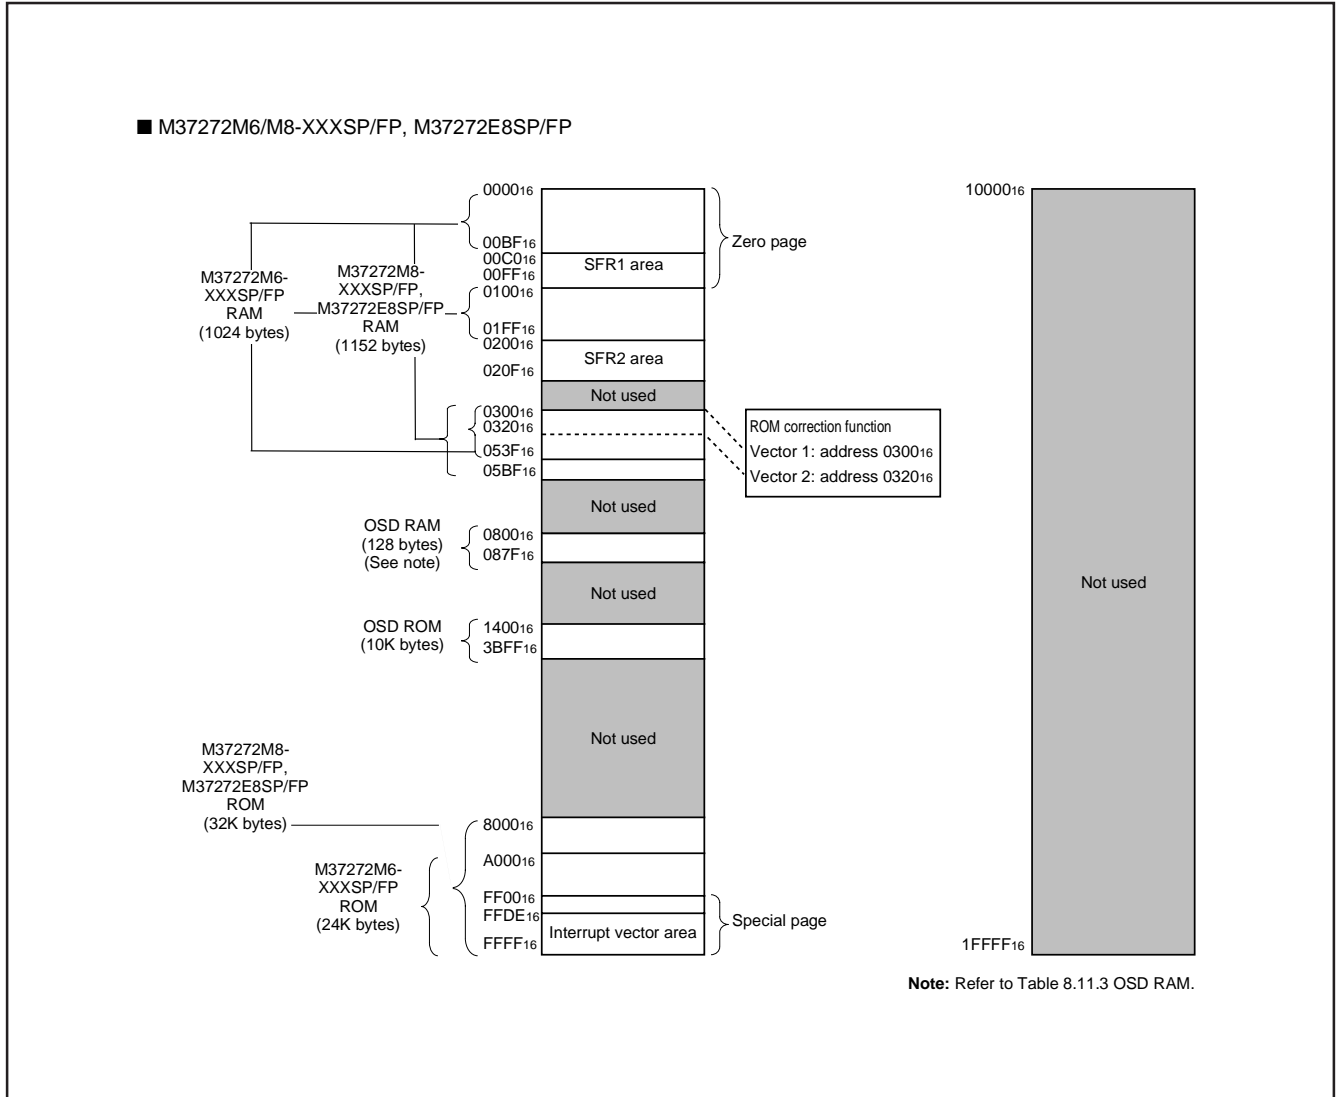 ■ M37272M6/M8-XXXSP/FP, M37272E8SP/FP
000016
00BF16
00C016
00FF16
010016
01FF16
020016
020F16
030016
032016
053F16
05BF16
080016
087F16
140016
3BFF16
800016
A00016
FF0016
FFDE16
FFFF16
M37272M6-
XXXSP/FP
RAM
(1024 bytes)
M37272M8-
XXXSP/FP,
M37272E8SP/FP
RAM
(1152 bytes)
OSD RAM
(128 bytes)
(See note)
OSD ROM
(10K bytes)
M37272M8-
XXXSP/FP,
M37272E8SP/FP
ROM
(32K bytes)
M37272M6-
XXXSP/FP
ROM
(24K bytes)
SFR1 area
SFR2 area
Not used
Not used
Not used
Not used
Interrupt vector area
Zero page
ROM correction function
Vector 1: address 030016
Vector 2: address 032016
Special page
1000016
Not used
1FFFF16
Note: Refer to Table 8.11.3 OSD RAM.